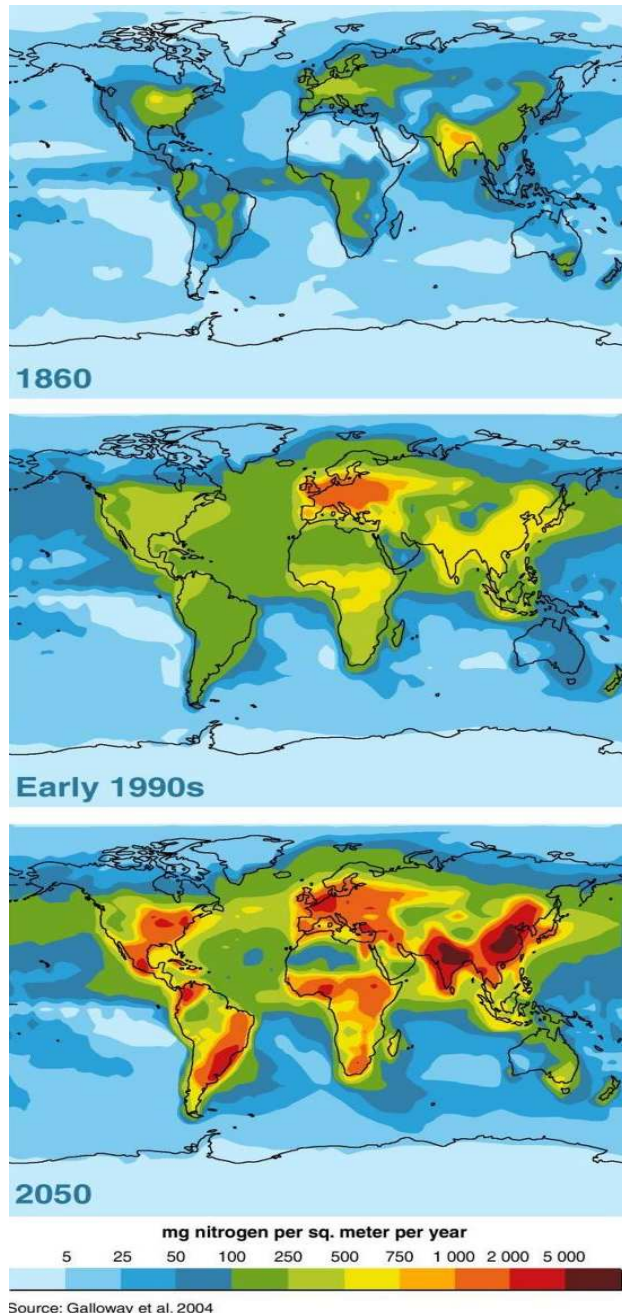 1860
Early 1990s
2050
mg nitrogen per sq. meter per year
5 25 50 100 250 500 750 1 000 2 000 5 000
Source: Galloway et al. 2004